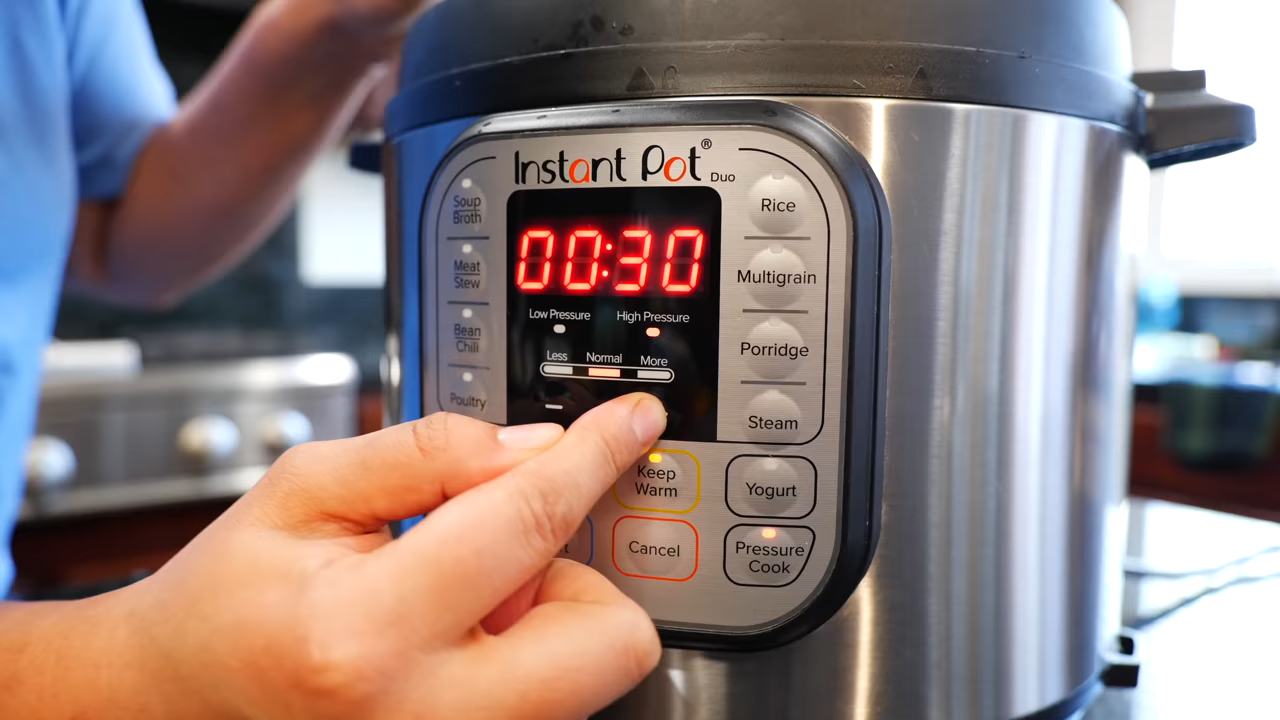 Instant Pot® Duo
Soup
Broth
Meat
Stew
Bean
Chili
Poultry
00:30
Low Pressure
High Pressure
Less
Normal
More
Rice
Multigrain
Porridge
Steam
Keep
Warm
Yogurt
Cancel
Pressure
Cook